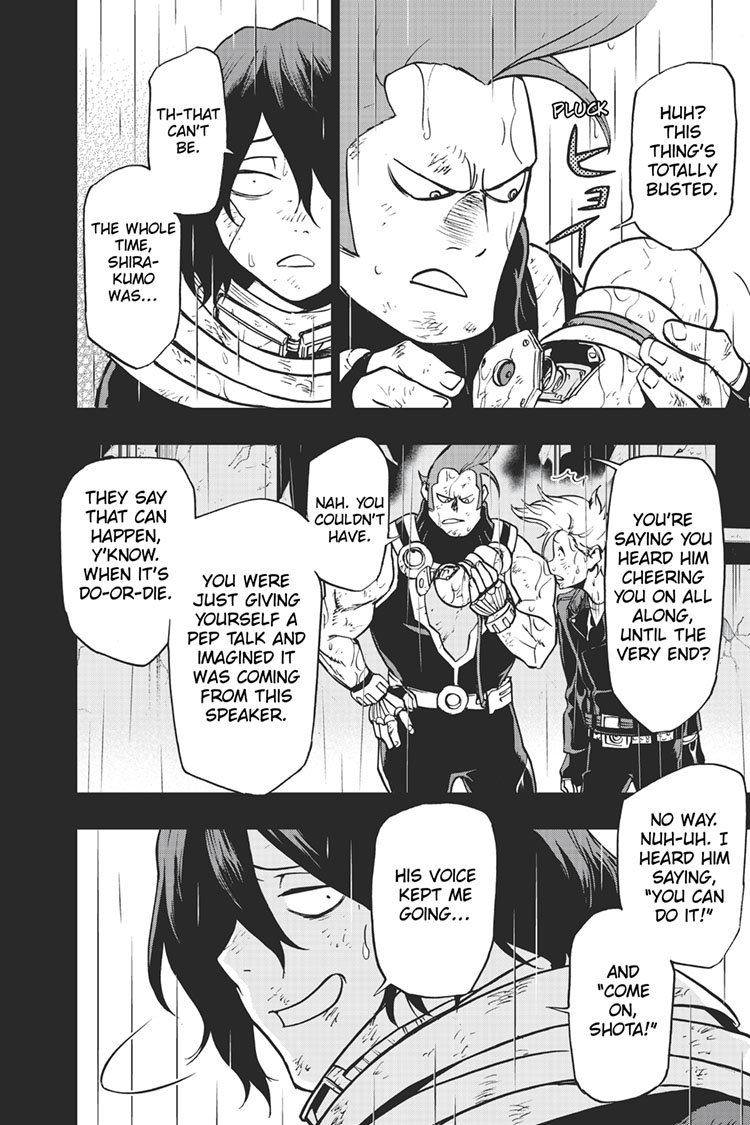 HUH?
THIS
THING'S
TOTALLY
BUSTED.
PLUCK
ピョイ
TH-THAT
CAN'T
BE.
THE WHOLE
TIME,
SHIRA-
KUMO
WAS...
YOU'RE
SAYING YOU
HEARD HIM
CHEERING
YOU ON ALL
ALONG,
UNTIL THE
VERY END?
NAH. YOU
COULDN'T
HAVE.
YOU WERE
JUST GIVING
YOURSELF A
PEP TALK AND
IMAGINED IT
WAS COMING
FROM THIS
SPEAKER.
THEY SAY
THAT CAN
HAPPEN,
Y'KNOW.
WHEN IT'S
DO-OR-DIE.
NO WAY.
NUH-UH. I
HEARD HIM
SAYING,
"YOU CAN
DO IT!"
AND
"COME
ON,
SHOTA!"
HIS VOICE
KEPT ME
GOING...